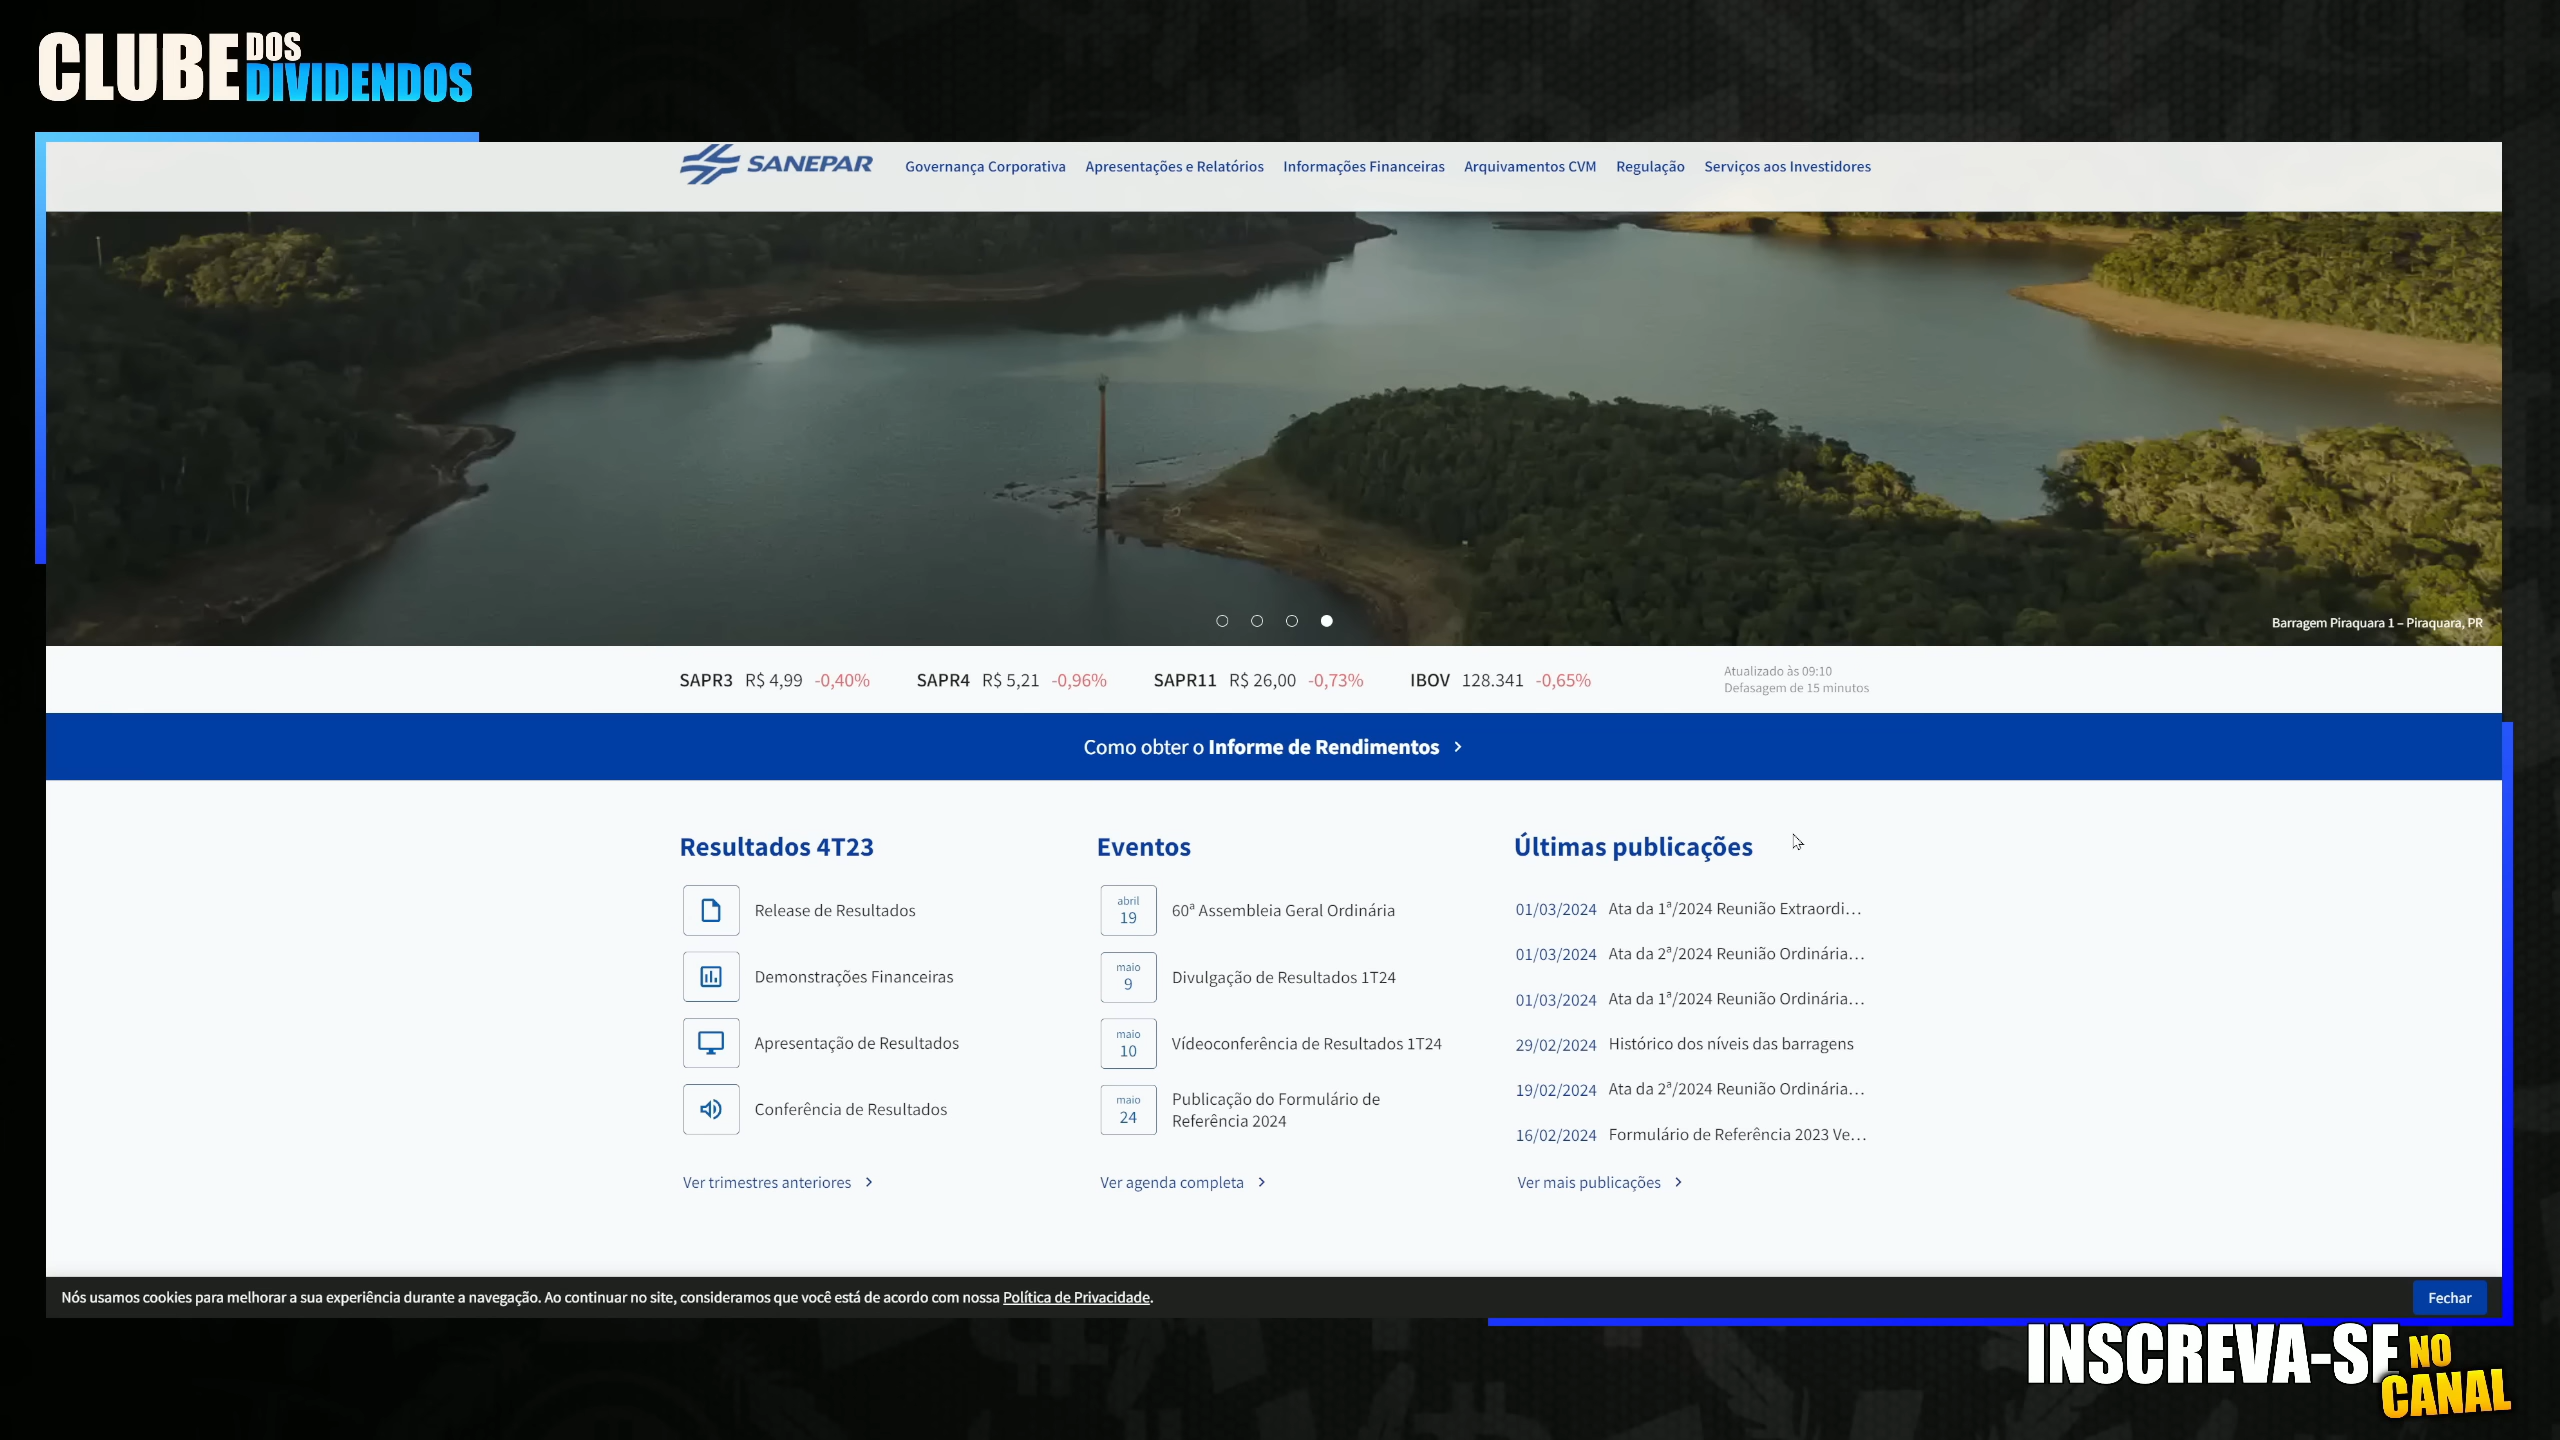 CLUBE DOS DIVIDENDOS
SANEPAR
Governança Corporativa Apresentações e Relatórios Informações Financeiras Arquivamentos CVM Regulação Serviços aos Investidores
Barragem Piraquara 1 – Piraquara, PR
SAPR3 R$ 4,99 -0,40% SAPR4 R$ 5,21 -0,96% SAPR11 R$ 26,00 -0,73% IBOV 128.341 -0,65%
Atualizado às 09:10
Defasagem de 15 minutos
Como obter o Informe de Rendimentos
Resultados 4T23
Release de Resultados
Demonstrações Financeiras
Apresentação de Resultados
Conferência de Resultados
Ver trimestres anteriores
Eventos
abril
19
60ª Assembleia Geral Ordinária
maio
9
Divulgação de Resultados 1T24
maio
10
Vídeoconferência de Resultados 1T24
maio
24
Publicação do Formulário de
Referência 2024
Ver agenda completa
Últimas publicações
01/03/2024 Ata da 1ª/2024 Reunião Extraordi…
01/03/2024 Ata da 2ª/2024 Reunião Ordinária…
01/03/2024 Ata da 1ª/2024 Reunião Ordinária…
29/02/2024 Histórico dos níveis das barragens
19/02/2024 Ata da 2ª/2024 Reunião Ordinária…
16/02/2024 Formulário de Referência 2023 Ve…
Ver mais publicações
Nós usamos cookies para melhorar a sua experiência durante a navegação. Ao continuar no site, consideramos que você está de acordo com nossa Política de Privacidade.
Fechar
INSCREVA-SE NO CANAL